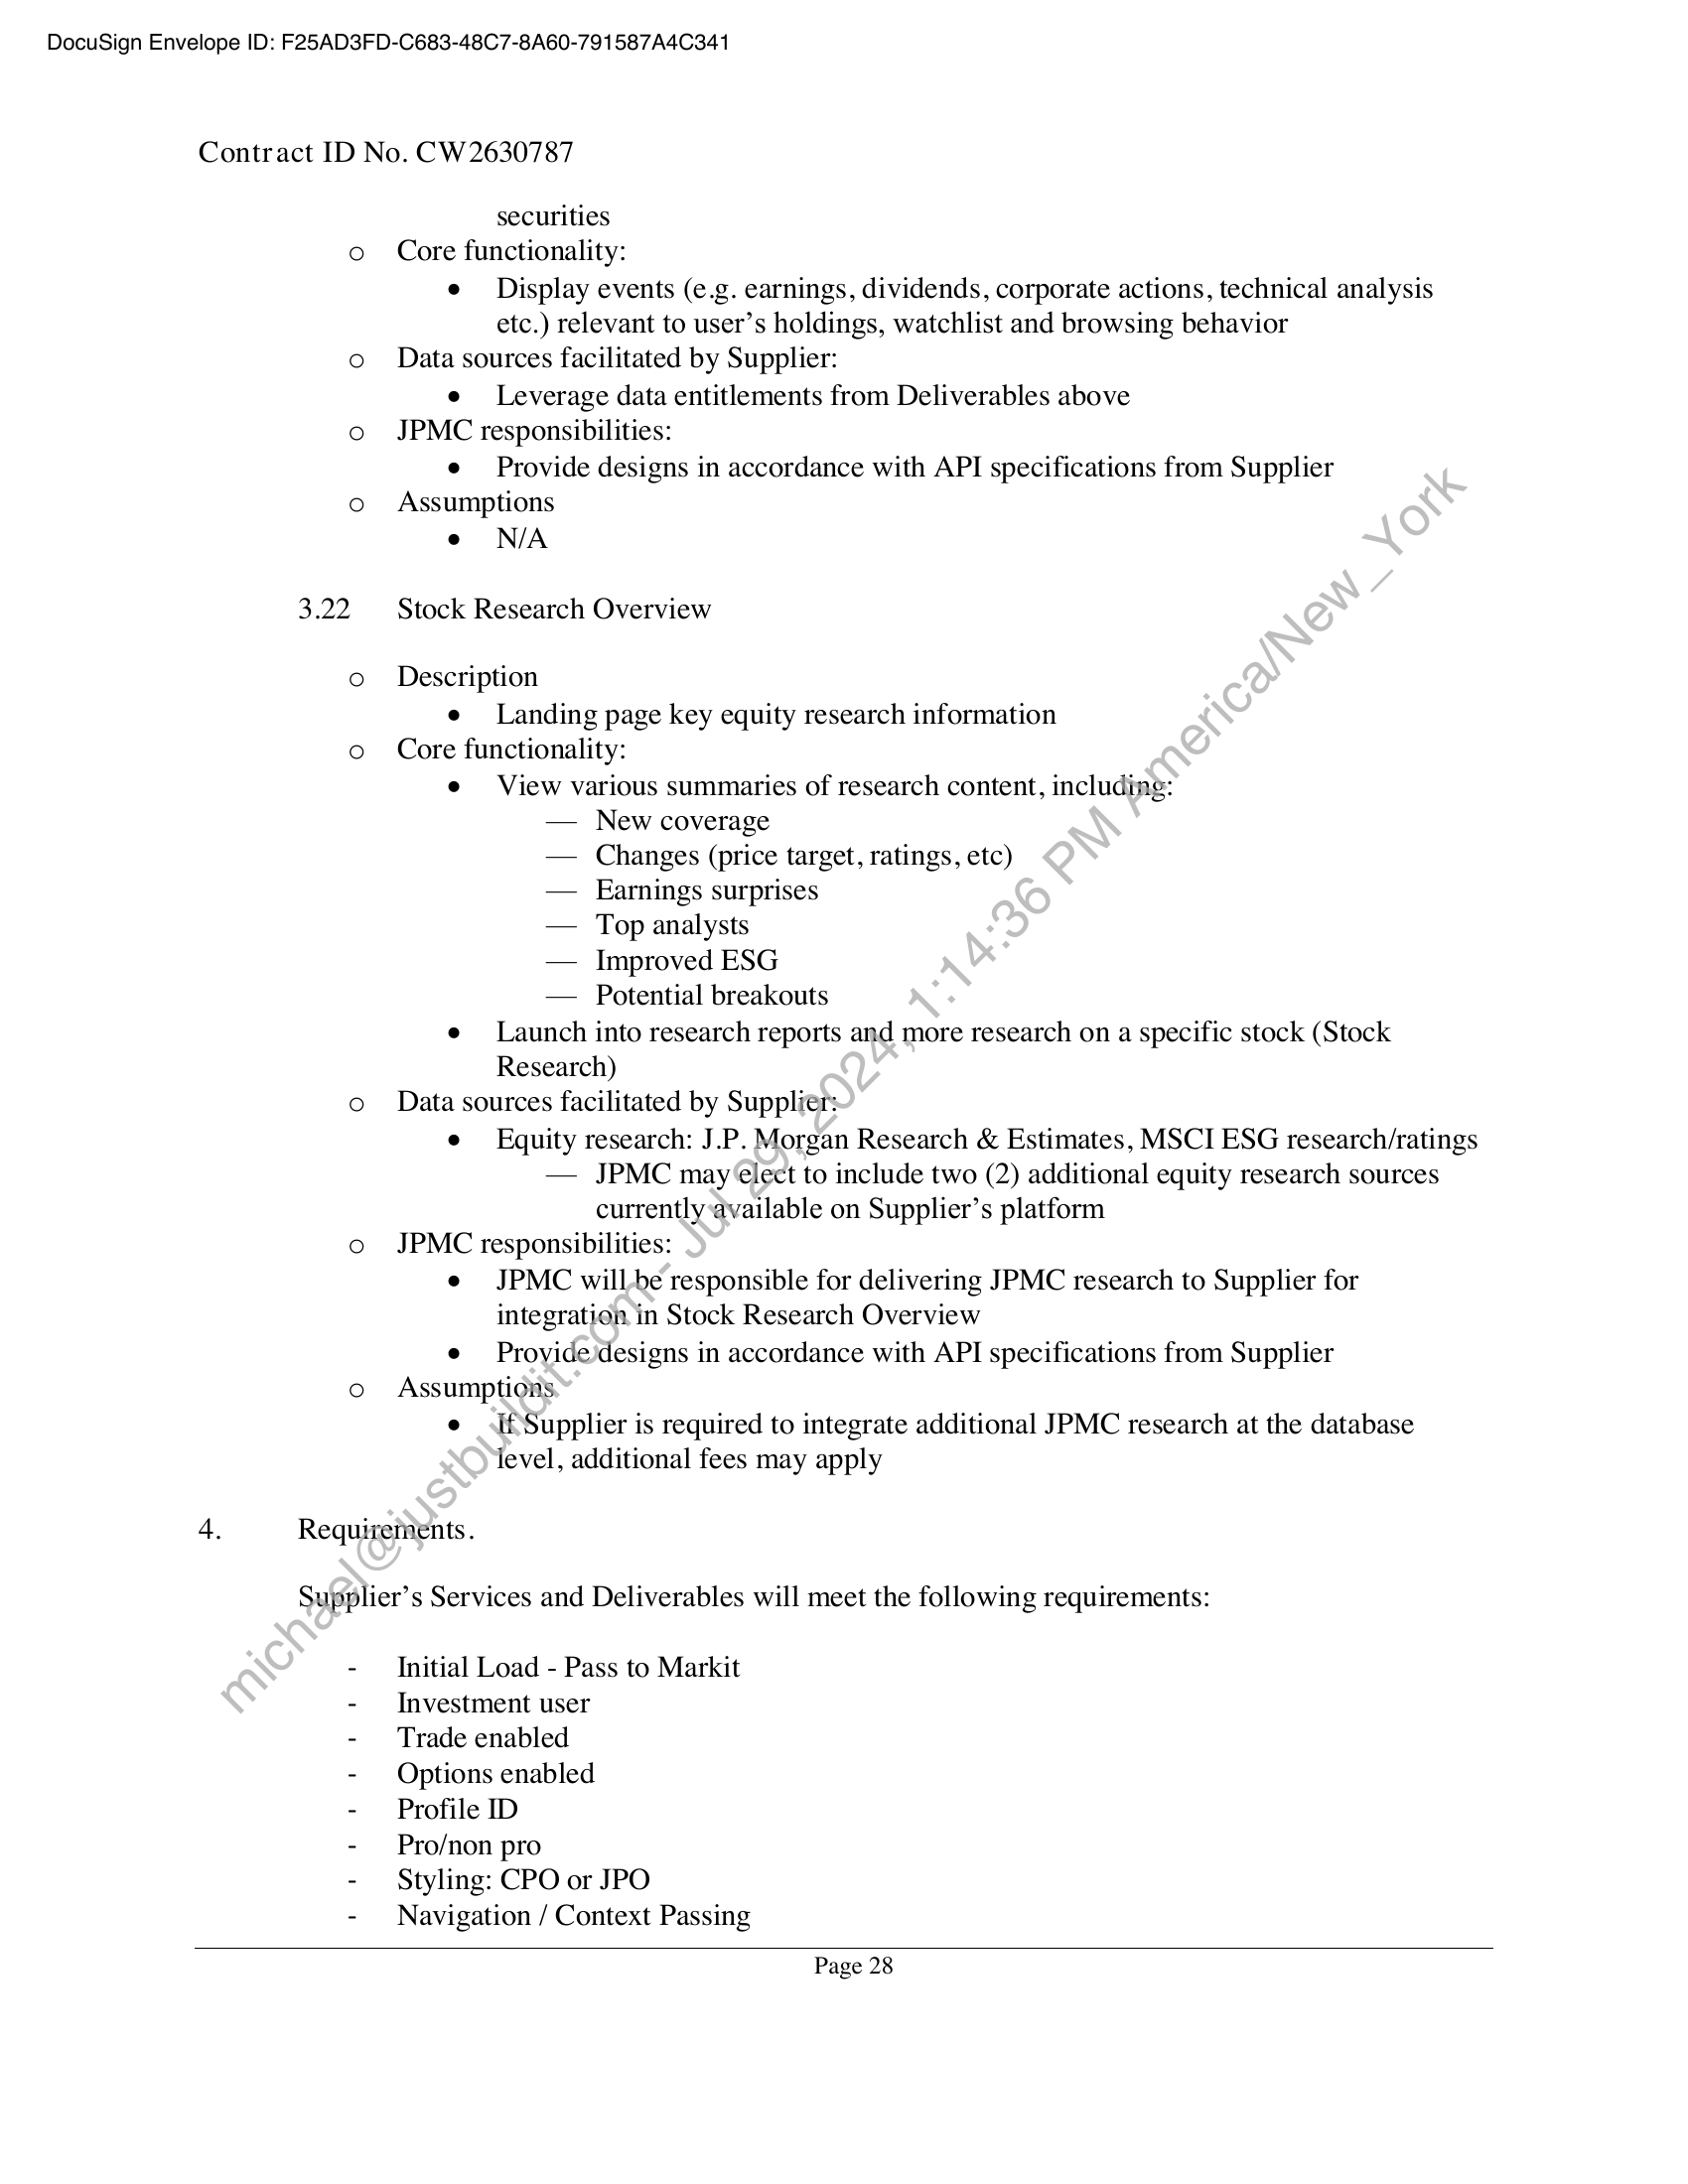 DocuSign Envelope ID: F25AD3FD-C683-48C7-8A60-791587A4C341
Contract ID No. CW2630787
securities
o Core functionality:
• Display events (e.g. earnings, dividends, corporate actions, technical analysis
etc.) relevant to user’s holdings, watchlist and browsing behavior
o Data sources facilitated by Supplier:
• Leverage data entitlements from Deliverables above
o JPMC responsibilities:
• Provide designs in accordance with API specifications from Supplier
o Assumptions
• N/A
3.22 Stock Research Overview
o Description
• Landing page key equity research information
o Core functionality:
• View various summaries of research content, including:
— New coverage
— Changes (price target, ratings, etc)
— Earnings surprises
— Top analysts
— Improved ESG
— Potential breakouts
• Launch into research reports and more research on a specific stock (Stock
Research)
o Data sources facilitated by Supplier:
• Equity research: J.P. Morgan Research & Estimates, MSCI ESG research/ratings
— JPMC may elect to include two (2) additional equity research sources
currently available on Supplier’s platform
o JPMC responsibilities:
• JPMC will be responsible for delivering JPMC research to Supplier for
integration in Stock Research Overview
• Provide designs in accordance with API specifications from Supplier
o Assumptions
• If Supplier is required to integrate additional JPMC research at the database
level, additional fees may apply
4. Requirements.
Supplier’s Services and Deliverables will meet the following requirements:
- Initial Load - Pass to Markit
- Investment user
- Trade enabled
- Options enabled
- Profile ID
- Pro/non pro
- Styling: CPO or JPO
- Navigation / Context Passing
Page 28
michael@justbuildit.com - Jul 29, 2024, 1:14:36 PM America/New_York